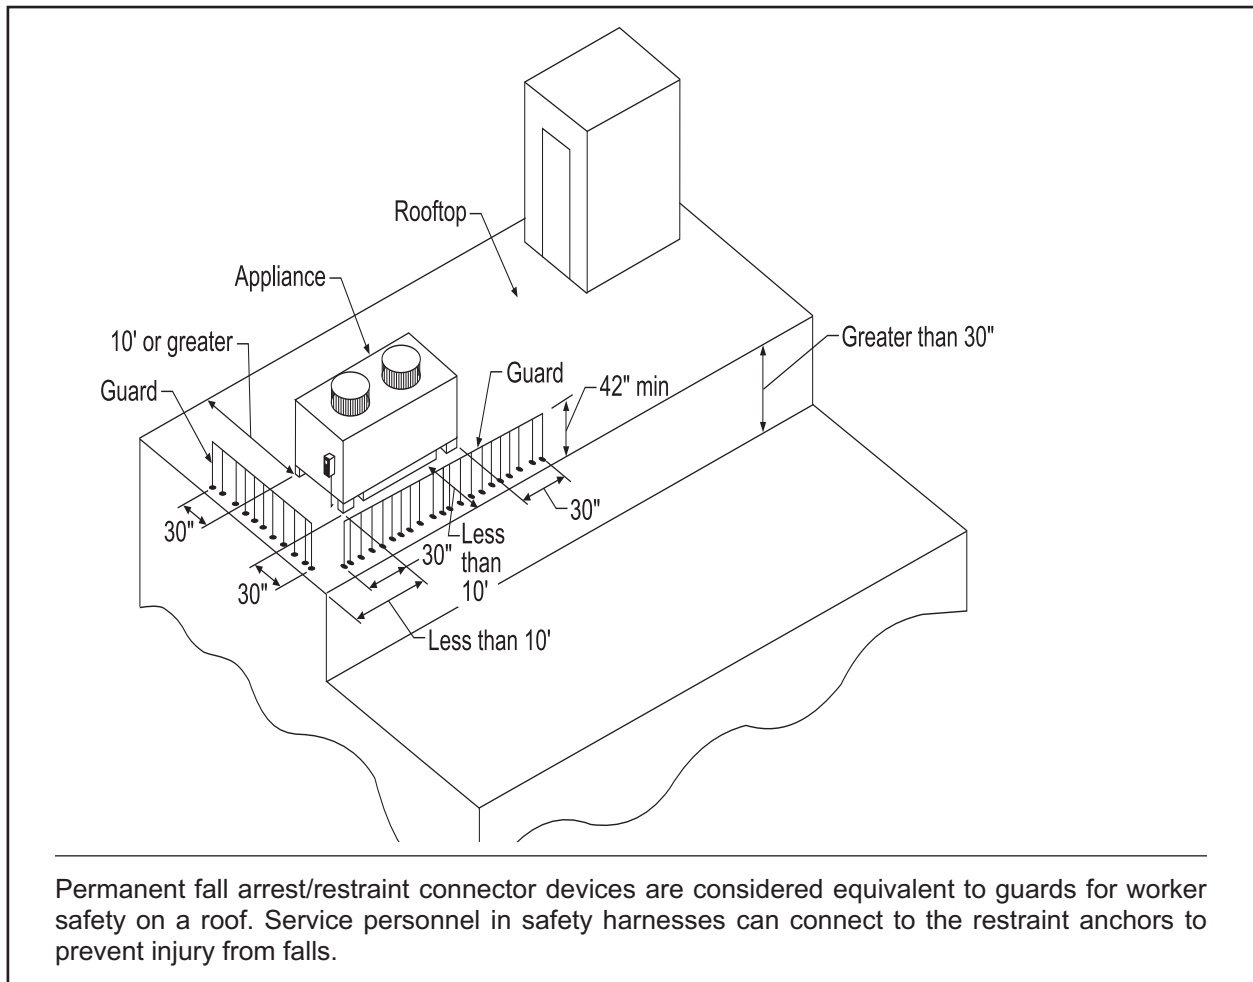 Rooftop
Appliance
10' or greater
Guard
Guard
42" min
Greater than 30"
30"
30"
30"
30"
Less
than
10'
Less than 10'
Permanent fall arrest/restraint connector devices are considered equivalent to guards for worker
safety on a roof. Service personnel in safety harnesses can connect to the restraint anchors to
prevent injury from falls.